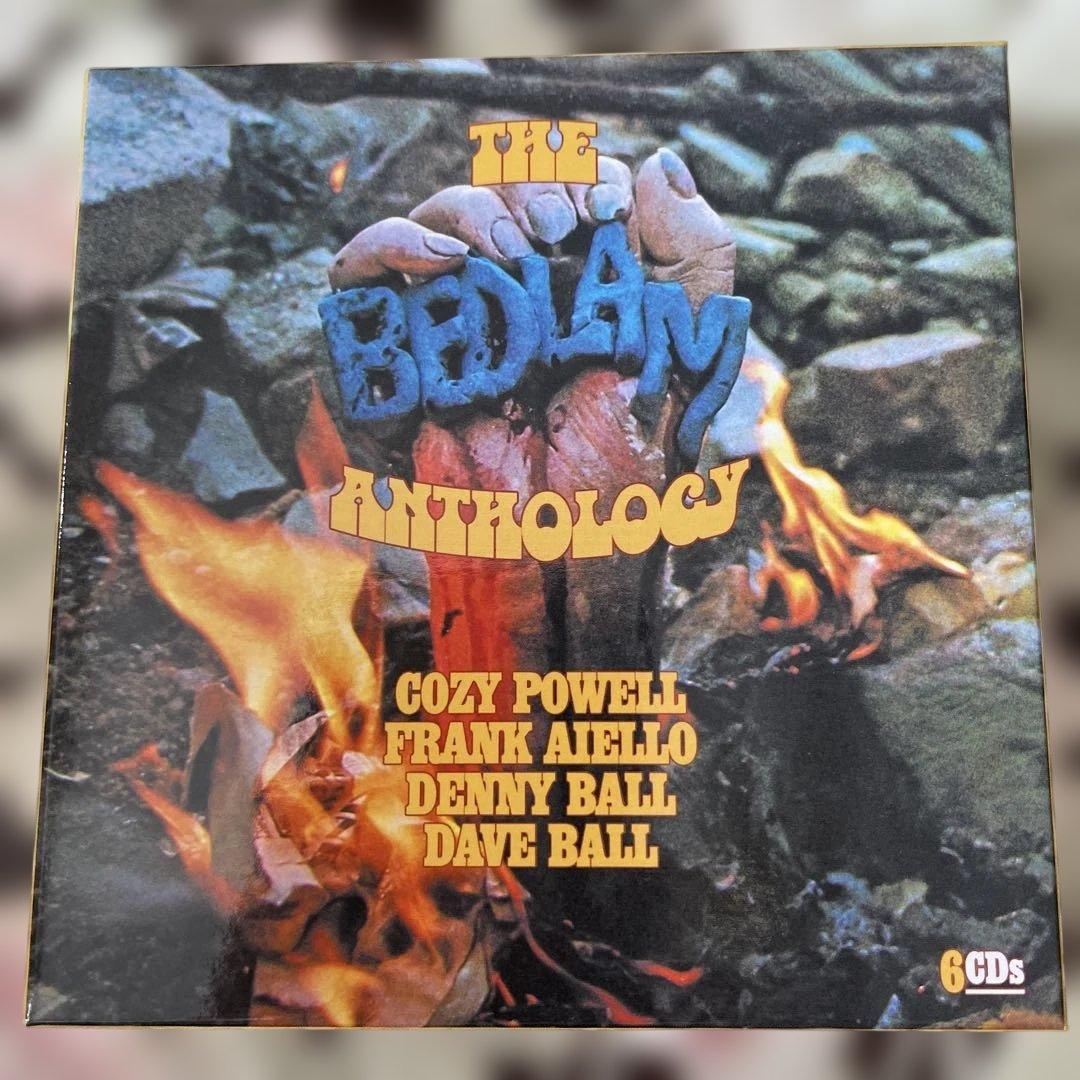 THE
BEDLAM
ANTHOLOGY
COZY POWELL
FRANK AIELLO
DENNY BALL
DAVE BALL
6CDs